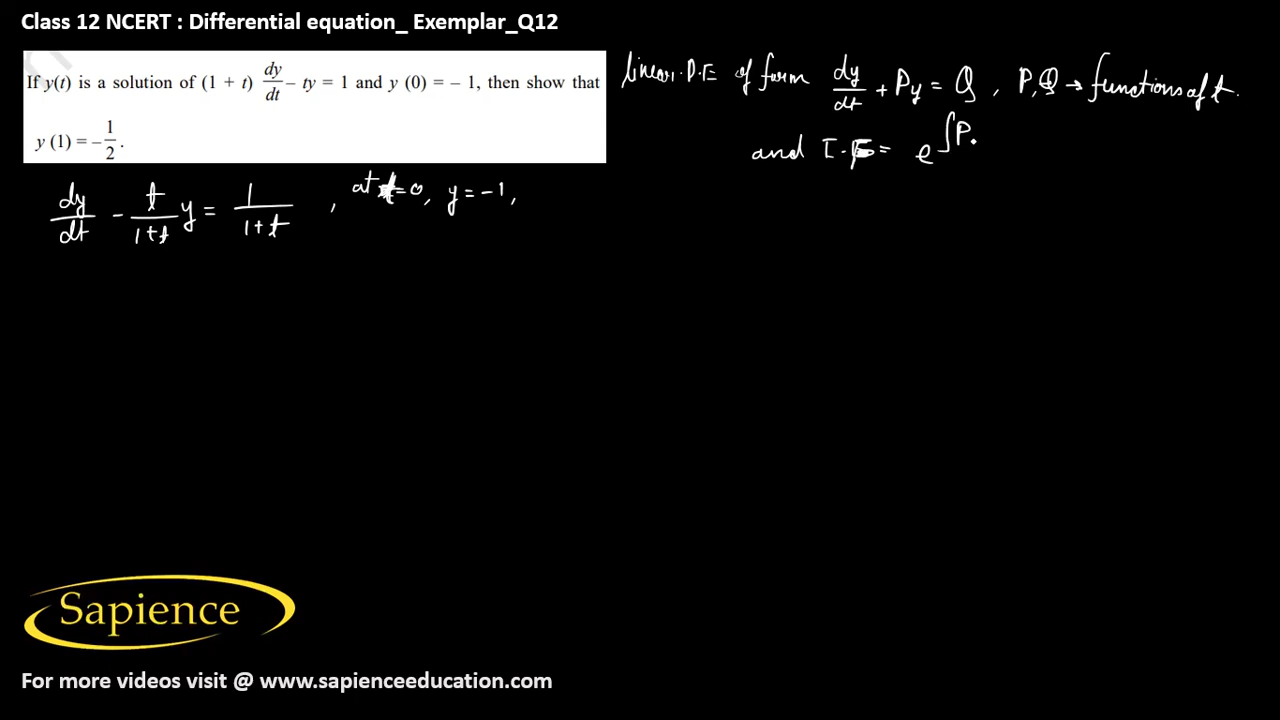 Class 12 NCERT : Differential equation_ Exemplar_Q12
If y(t) is a solution of (1 + t) dy/dt – ty = 1 and y (0) = – 1, then show that
y (1) = – 1/2 .
linear. D.E of form dy/dt + Py = Q , P,Q → functions of t.
and I.F = e^∫P.
dy/dt - t/1+t y = 1/1+t , at t=0, y = -1,
Sapience
For more videos visit @ www.sapienceeducation.com